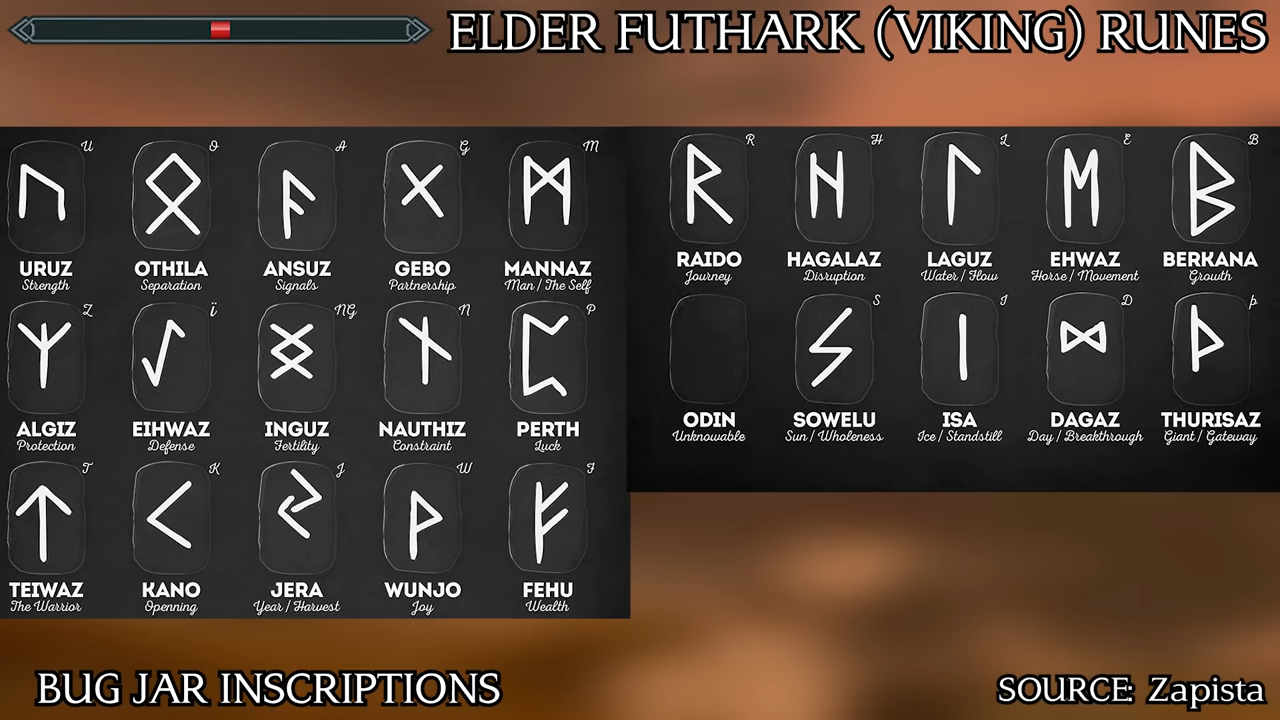 ELDER FUTHARK (VIKING) RUNES
U O A G M
ᚢ ᛟ ᚨ ᚷ ᛗ
URUZ OTHILA ANSUZ GEBO MANNAZ
Strength Separation Signals Partnership Man / The Self
Z ï NG N P
ᛉ ᛇ ᛝ ᚾ ᛈ
ALGIZ EIHWAZ INGUZ NAUTHIZ PERTH
Protection Defense Fertility Constraint Luck
T K J W F
ᛏ ᚲ ᛃ ᚹ ᚠ
TEIWAZ KANO JERA WUNJO FEHU
The Warrior Openning Year / Harvest Joy Wealth
R H L E B
ᚱ ᚺ ᛚ ᛖ ᛒ
RAIDO HAGALAZ LAGUZ EHWAZ BERKANA
Journey Disruption Water / Flow Horse / Movement Growth
S I D þ
ᛊ ᛁ ᛞ ᚦ
ODIN SOWELU ISA DAGAZ THURISAZ
Unknowable Sun / Wholeness Ice / Standstill Day / Breakthrough Giant / Gateway
BUG JAR INSCRIPTIONS
SOURCE: Zapista